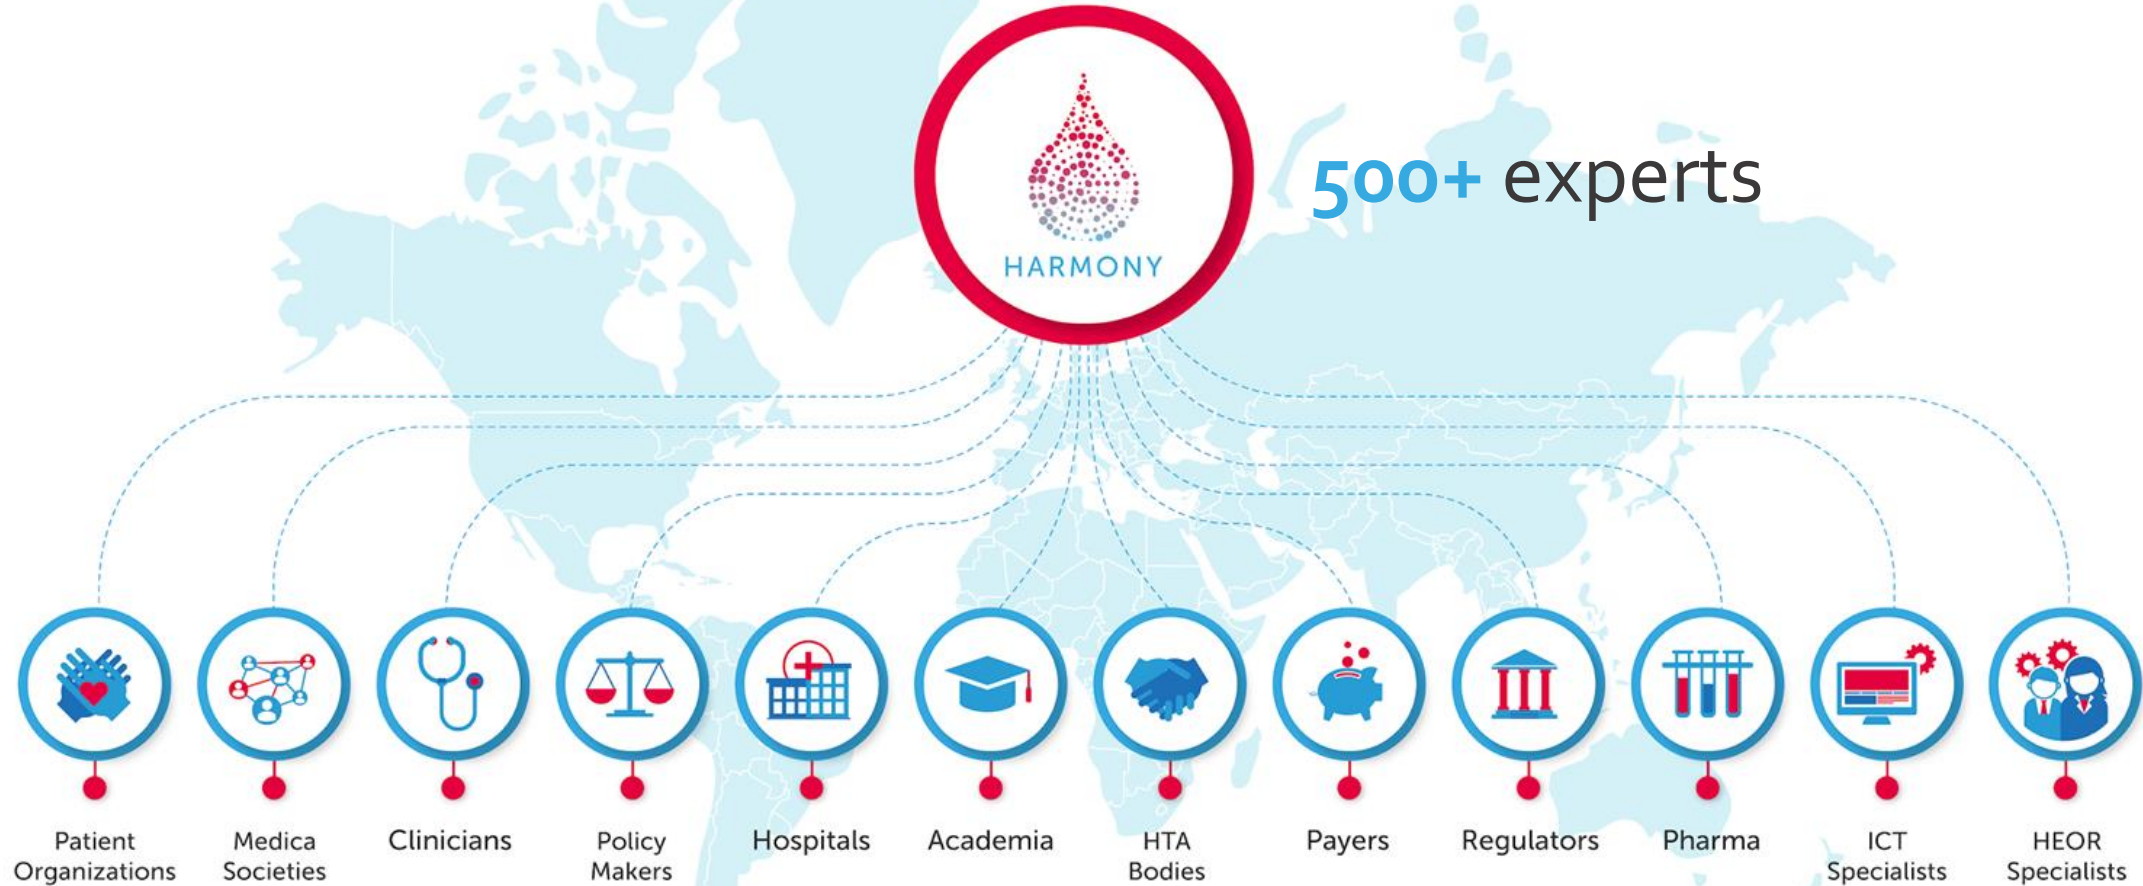 HARMONY
500+ experts
Patient
Organizations
Medica
Societies
Clinicians
Policy
Makers
Hospitals
Academia
HTA
Bodies
Payers
Regulators
Pharma
ICT
Specialists
HEOR
Specialists